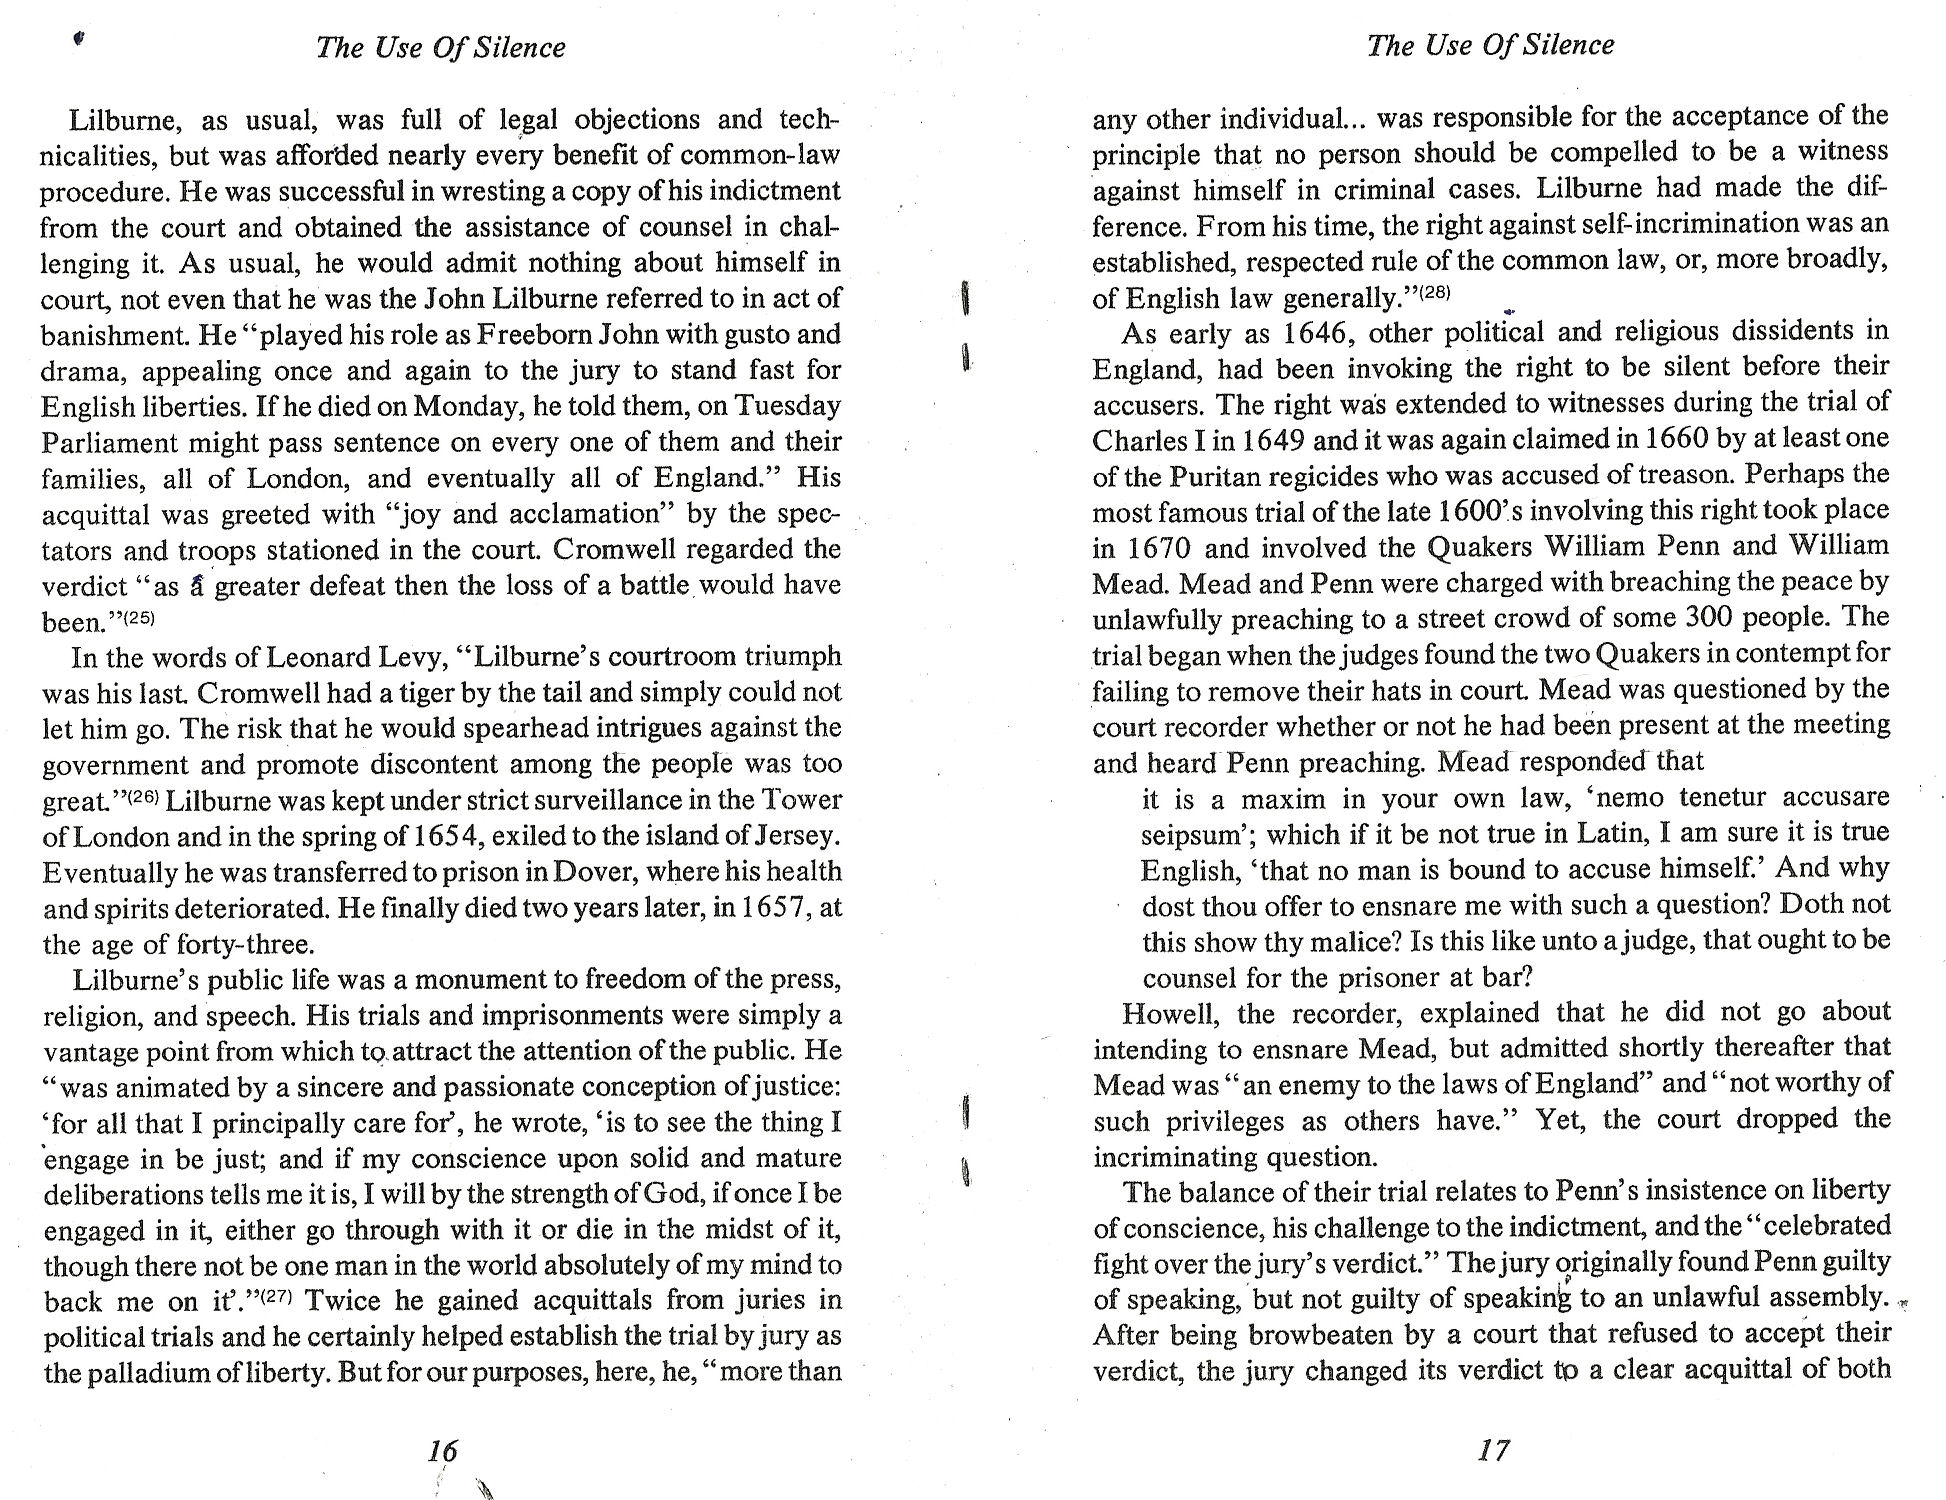 The Use Of Silence
Lilburne, as usual, was full of legal objections and tech-
nicalities, but was afforded nearly every benefit of common-law
procedure. He was successful in wresting a copy of his indictment
from the court and obtained the assistance of counsel in chal-
lenging it. As usual, he would admit nothing about himself in
court, not even that he was the John Lilburne referred to in act of
banishment. He “played his role as Freeborn John with gusto and
drama, appealing once and again to the jury to stand fast for
English liberties. If he died on Monday, he told them, on Tuesday
Parliament might pass sentence on every one of them and their
families, all of London, and eventually all of England.” His
acquittal was greeted with “joy and acclamation” by the spec-
tators and troops stationed in the court. Cromwell regarded the
verdict “as a greater defeat then the loss of a battle would have
been.”(25)
In the words of Leonard Levy, “Lilburne’s courtroom triumph
was his last. Cromwell had a tiger by the tail and simply could not
let him go. The risk that he would spearhead intrigues against the
government and promote discontent among the people was too
great.”(26) Lilburne was kept under strict surveillance in the Tower
of London and in the spring of 1654, exiled to the island of Jersey.
Eventually he was transferred to prison in Dover, where his health
and spirits deteriorated. He finally died two years later, in 1657, at
the age of forty-three.
Lilburne’s public life was a monument to freedom of the press,
religion, and speech. His trials and imprisonments were simply a
vantage point from which to attract the attention of the public. He
“was animated by a sincere and passionate conception of justice:
‘for all that I principally care for’, he wrote, ‘is to see the thing I
engage in be just; and if my conscience upon solid and mature
deliberations tells me it is, I will by the strength of God, if once I be
engaged in it, either go through with it or die in the midst of it,
though there not be one man in the world absolutely of my mind to
back me on it’.”(27) Twice he gained acquittals from juries in
political trials and he certainly helped establish the trial by jury as
the palladium of liberty. But for our purposes, here, he, “more than
16
The Use Of Silence
any other individual... was responsible for the acceptance of the
principle that no person should be compelled to be a witness
against himself in criminal cases. Lilburne had made the dif-
ference. From his time, the right against self-incrimination was an
established, respected rule of the common law, or, more broadly,
of English law generally.”(28)
As early as 1646, other political and religious dissidents in
England, had been invoking the right to be silent before their
accusers. The right was extended to witnesses during the trial of
Charles I in 1649 and it was again claimed in 1660 by at least one
of the Puritan regicides who was accused of treason. Perhaps the
most famous trial of the late 1600’s involving this right took place
in 1670 and involved the Quakers William Penn and William
Mead. Mead and Penn were charged with breaching the peace by
unlawfully preaching to a street crowd of some 300 people. The
trial began when the judges found the two Quakers in contempt for
failing to remove their hats in court. Mead was questioned by the
court recorder whether or not he had been present at the meeting
and heard Penn preaching. Mead responded that
it is a maxim in your own law, ‘nemo tenetur accusare
seipsum’; which if it be not true in Latin, I am sure it is true
English, ‘that no man is bound to accuse himself.’ And why
dost thou offer to ensnare me with such a question? Doth not
this show thy malice? Is this like unto a judge, that ought to be
counsel for the prisoner at bar?
Howell, the recorder, explained that he did not go about
intending to ensnare Mead, but admitted shortly thereafter that
Mead was “an enemy to the laws of England” and “not worthy of
such privileges as others have.” Yet, the court dropped the
incriminating question.
The balance of their trial relates to Penn’s insistence on liberty
of conscience, his challenge to the indictment, and the “celebrated
fight over the jury’s verdict.” The jury originally found Penn guilty
of speaking, but not guilty of speaking to an unlawful assembly.
After being browbeaten by a court that refused to accept their
verdict, the jury changed its verdict to a clear acquittal of both
17